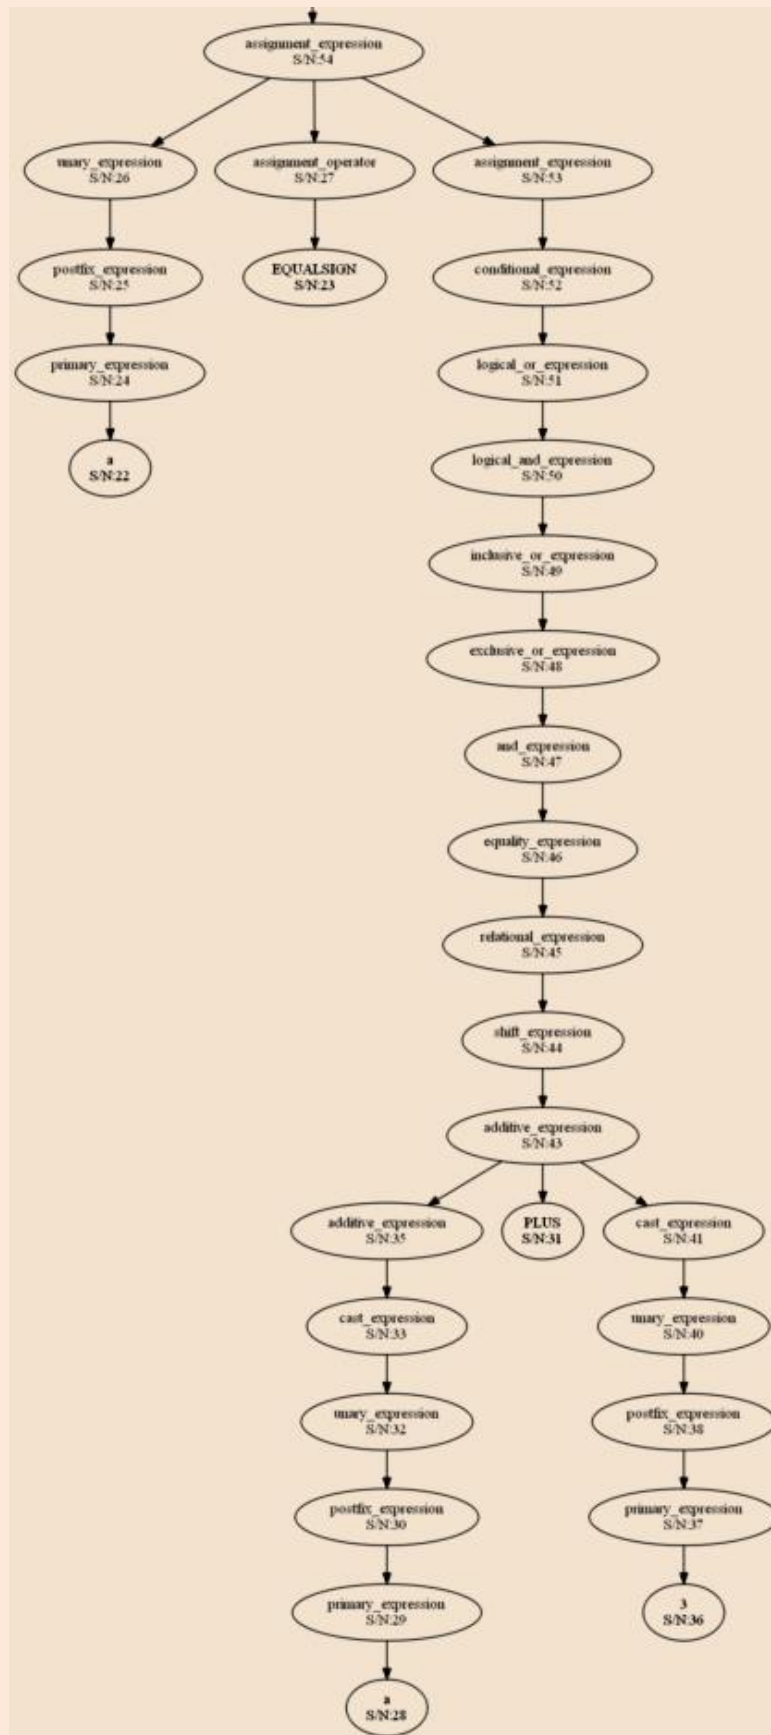 assignment_expression
S/N:54
unary_expression
S/N:26
assignment_operator
S/N:27
assignment_expression
S/N:53
postfix_expression
S/N:25
EQUALSIGN
S/N:23
conditional_expression
S/N:52
primary_expression
S/N:24
logical_or_expression
S/N:51
a
S/N:22
logical_and_expression
S/N:50
inclusive_or_expression
S/N:49
exclusive_or_expression
S/N:48
and_expression
S/N:47
equality_expression
S/N:46
relational_expression
S/N:45
shift_expression
S/N:44
additive_expression
S/N:43
additive_expression
S/N:35
PLUS
S/N:31
cast_expression
S/N:41
cast_expression
S/N:33
unary_expression
S/N:40
unary_expression
S/N:32
postfix_expression
S/N:38
postfix_expression
S/N:30
primary_expression
S/N:37
primary_expression
S/N:29
3
S/N:36
a
S/N:28